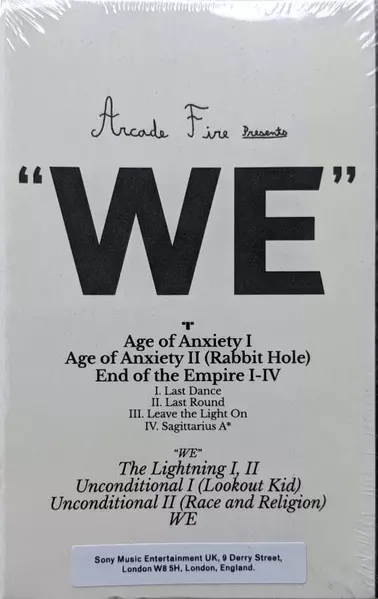 Arcade Fire Presents
“WE”
Age of Anxiety I
Age of Anxiety II (Rabbit Hole)
End of the Empire I-IV
I. Last Dance
II. Last Round
III. Leave the Light On
IV. Sagittarius A*
“WE”
The Lightning I, II
Unconditional I (Lookout Kid)
Unconditional II (Race and Religion)
WE
Sony Music Entertainment UK, 9 Derry Street,
London W8 5H, London, England.